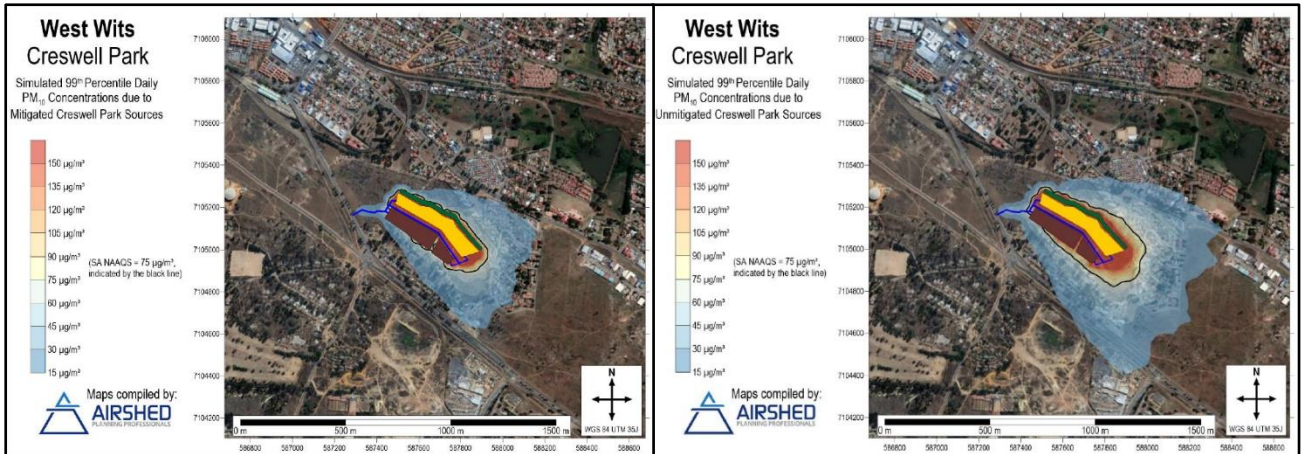 West Wits
Creswell Park
Simulated 99th Percentile Daily
PM10 Concentrations due to
Mitigated Creswell Park Sources
150 µg/m³
135 µg/m³
120 µg/m³
105 µg/m³
90 µg/m³
75 µg/m³
60 µg/m³
45 µg/m³
30 µg/m³
15 µg/m³
(SA NAAQS = 75 µg/m³,
indicated by the black line)
Maps compiled by:
AIRSHED
PLANNING PROFESSIONALS
7106000
7105800
7105600
7105400
7105200
7105000
7104800
7104600
7104400
7104200
N
WGS 84 UTM 35J
0 m
500 m
1000 m
1500 m
586800
587000
587200
587400
587600
587800
588000
588200
588400
588600
West Wits
Creswell Park
Simulated 99th Percentile Daily
PM10 Concentrations due to
Unmitigated Creswell Park Sources
150 µg/m³
135 µg/m³
120 µg/m³
105 µg/m³
90 µg/m³
75 µg/m³
60 µg/m³
45 µg/m³
30 µg/m³
15 µg/m³
(SA NAAQS = 75 µg/m³,
indicated by the black line)
Maps compiled by:
AIRSHED
PLANNING PROFESSIONALS
7106000
7105800
7105600
7105400
7105200
7105000
7104800
7104600
7104400
7104200
N
WGS 84 UTM 35J
0 m
500 m
1000 m
1500 m
586800
587000
587200
587400
587600
587800
588000
588200
588400
588600